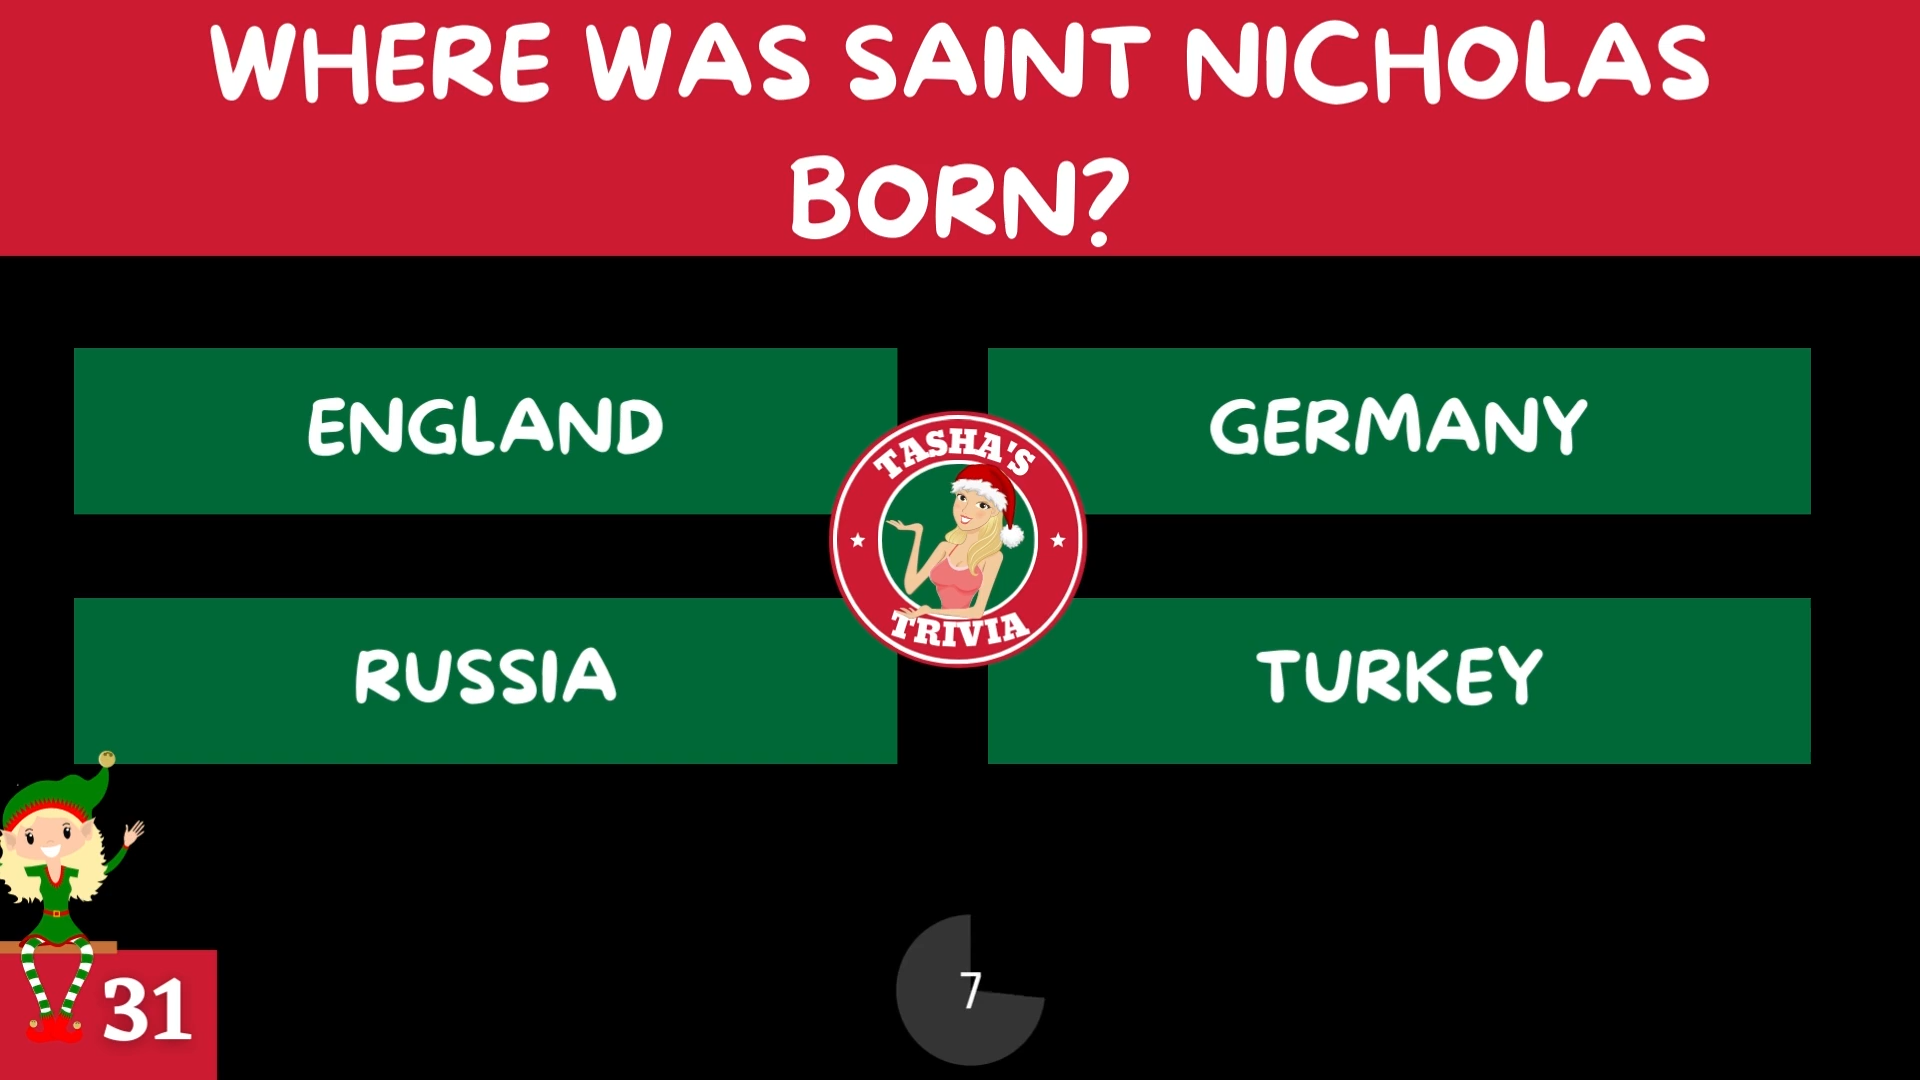 WHERE WAS SAINT NICHOLAS
BORN?
ENGLAND
GERMANY
TASHA'S
TRIVIA
RUSSIA
TURKEY
31
7